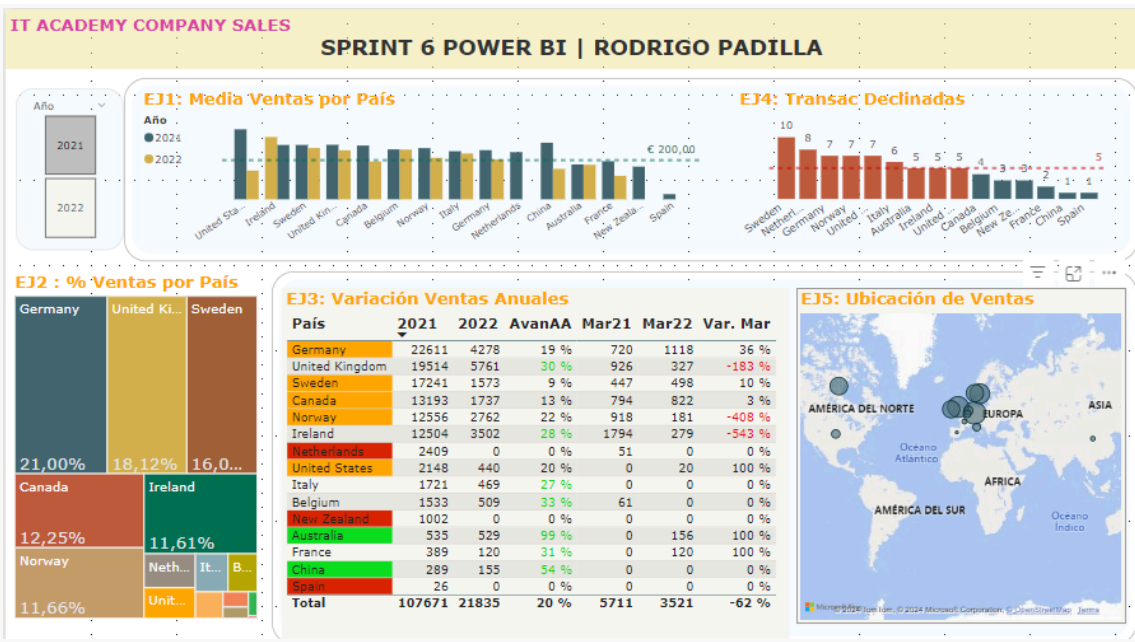 IT ACADEMY COMPANY SALES
SPRINT 6 POWER BI | RODRIGO PADILLA
Año
2021
2022
EJ1: Media Ventas por País
Año
2021
2022
€ 200,00
United Sta...
Ireland
Sweden
United Kin...
Canada
Belgium
Norway
Italy
Germany
Netherlands
China
Australia
France
New Zeala...
Spain
EJ4: Transac Declinadas
10
8
7
7
7
6
5
5
5
4
3
3
2
1
1
5
Sweden
Netherl...
Germany
Norway
United ...
Italy
Australia
Ireland
United ...
Canada
Belgium
New Ze...
France
China
Spain
EJ2 : % Ventas por País
Germany
21,00%
United Ki...
18,12%
Sweden
16,0...
Canada
12,25%
Ireland
11,61%
Norway
11,66%
Neth...
It...
B...
Unit...
EJ3: Variación Ventas Anuales
País 2021 2022 AvanAA Mar21 Mar22 Var. Mar
Germany 22611 4278 19 % 720 1118 36 %
United Kingdom 19514 5761 30 % 926 327 -183 %
Sweden 17241 1573 9 % 447 498 10 %
Canada 13193 1737 13 % 794 822 3 %
Norway 12556 2762 22 % 918 181 -408 %
Ireland 12504 3502 28 % 1794 279 -543 %
Netherlands 2409 0 0 % 51 0 0 %
United States 2148 440 20 % 0 20 100 %
Italy 1721 469 27 % 0 0 0 %
Belgium 1533 509 33 % 61 0 0 %
New Zealand 1002 0 0 % 0 0 0 %
Australia 535 529 99 % 0 156 100 %
France 389 120 31 % 0 120 100 %
China 289 155 54 % 0 0 0 %
Spain 26 0 0 % 0 0 0 %
Total 107671 21835 20 % 5711 3521 -62 %
EJ5: Ubicación de Ventas
AMÉRICA DEL NORTE
EUROPA
ASIA
Océano
Atlántico
ÁFRICA
AMÉRICA DEL SUR
Océano
Índico
© 2024 TomTom, © 2024 Microsoft Corporation, © OpenStreetMap Terms